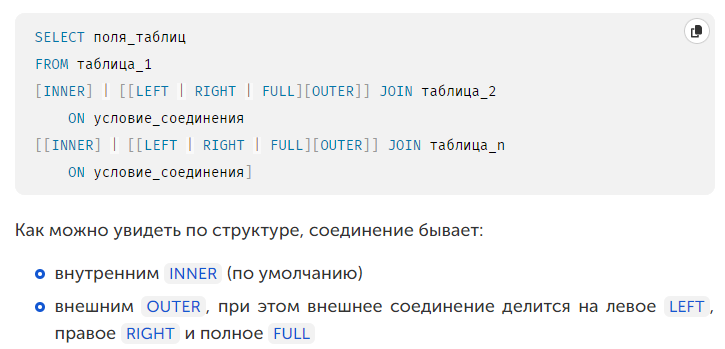 SELECT поля_таблиц
FROM таблица_1
[INNER] | [[LEFT | RIGHT | FULL][OUTER]] JOIN таблица_2
ON условие_соединения
[[INNER] | [[LEFT | RIGHT | FULL][OUTER]] JOIN таблица_n
ON условие_соединения]
Как можно увидеть по структуре, соединение бывает:
внутренним INNER (по умолчанию)
внешним OUTER, при этом внешнее соединение делится на левое LEFT,
правое RIGHT и полное FULL